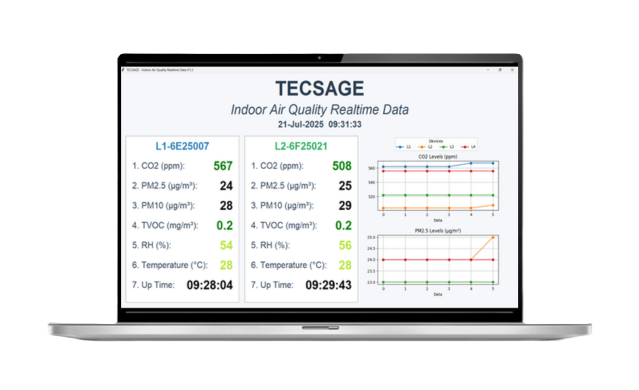 TECSAGE - Indoor Air Quality Realtime Data V1.2
TECSAGE
Indoor Air Quality Realtime Data
21-Jul-2025 09:31:33
L1-6E25007
1. CO2 (ppm): 567
2. PM2.5 (µg/m³): 24
3. PM10 (µg/m³): 28
4. TVOC (mg/m³): 0.2
5. RH (%): 54
6. Temperature (°C): 28
7. Up Time: 09:28:04
L2-6F25021
1. CO2 (ppm): 508
2. PM2.5 (µg/m³): 25
3. PM10 (µg/m³): 29
4. TVOC (mg/m³): 0.2
5. RH (%): 56
6. Temperature (°C): 28
7. Up Time: 09:29:43
Devices
L1 L2 L3 L4
CO2 Levels (ppm)
560
540
520
0 1 2 3 4 5
Data
PM2.5 Levels (µg/m³)
25.0
24.5
24.0
23.5
23.0
0 1 2 3 4 5
Data